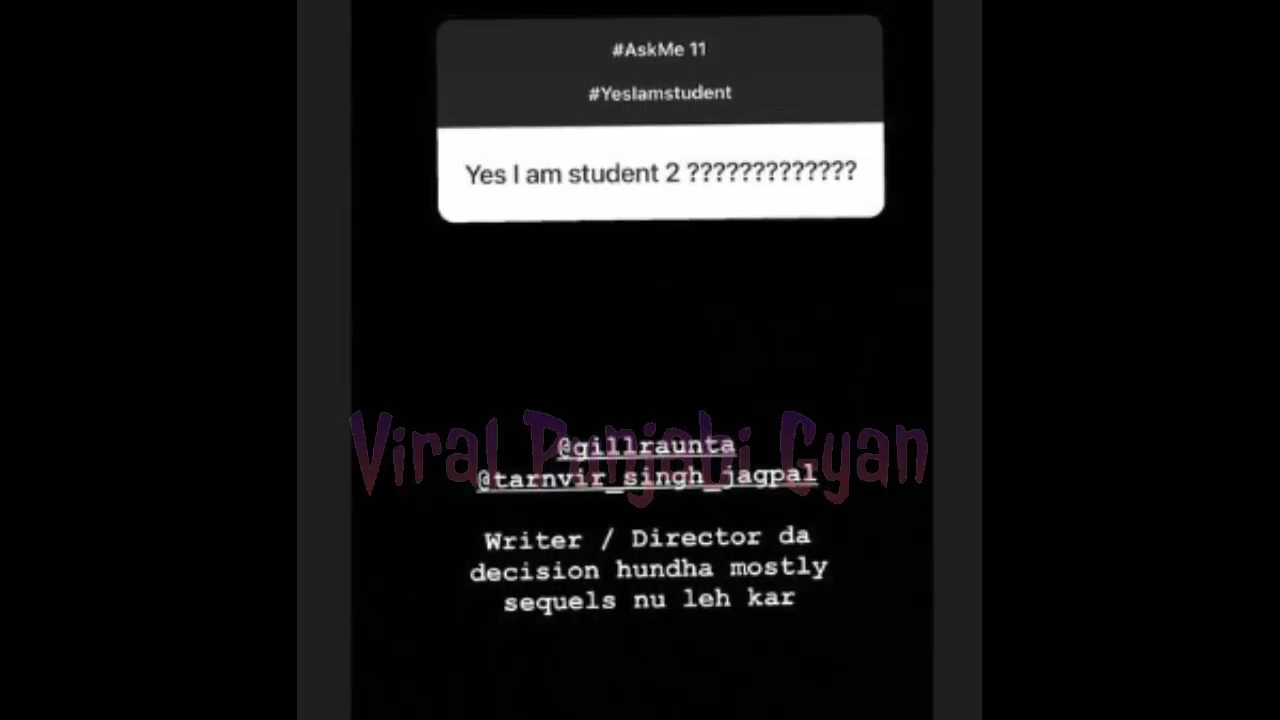 #AskMe 11
#YesIamstudent
Yes I am student 2 ?????????????
Viral Punjabi Gyan
@gillraunta
@tarnvir_singh_jagpal
Writer / Director da
decision hundha mostly
sequels nu leh kar